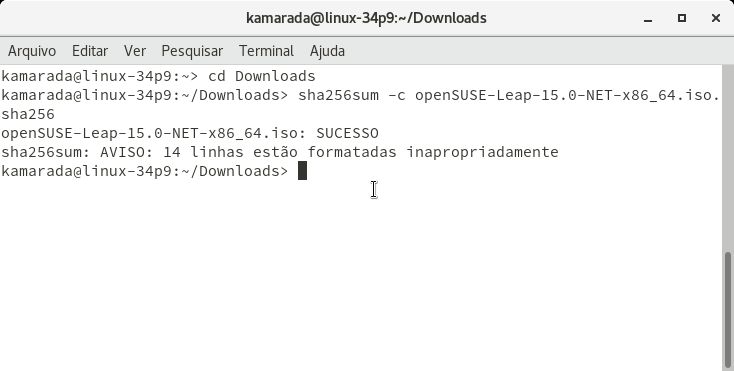 kamarada@linux-34p9:~/Downloads
Arquivo Editar Ver Pesquisar Terminal Ajuda
kamarada@linux-34p9:~> cd Downloads
kamarada@linux-34p9:~/Downloads> sha256sum -c openSUSE-Leap-15.0-NET-x86_64.iso.
sha256
openSUSE-Leap-15.0-NET-x86_64.iso: SUCESSO
sha256sum: AVISO: 14 linhas estão formatadas inapropriadamente
kamarada@linux-34p9:~/Downloads>